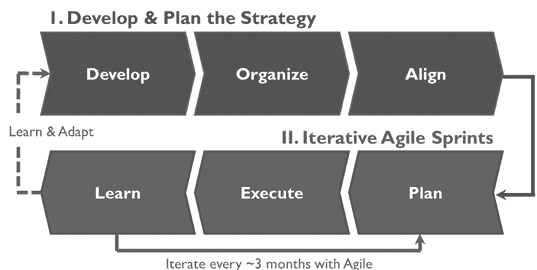 I. Develop & Plan the Strategy
Develop
Organize
Align
Learn & Adapt
II. Iterative Agile Sprints
Learn
Execute
Plan
Iterate every ~3 months with Agile